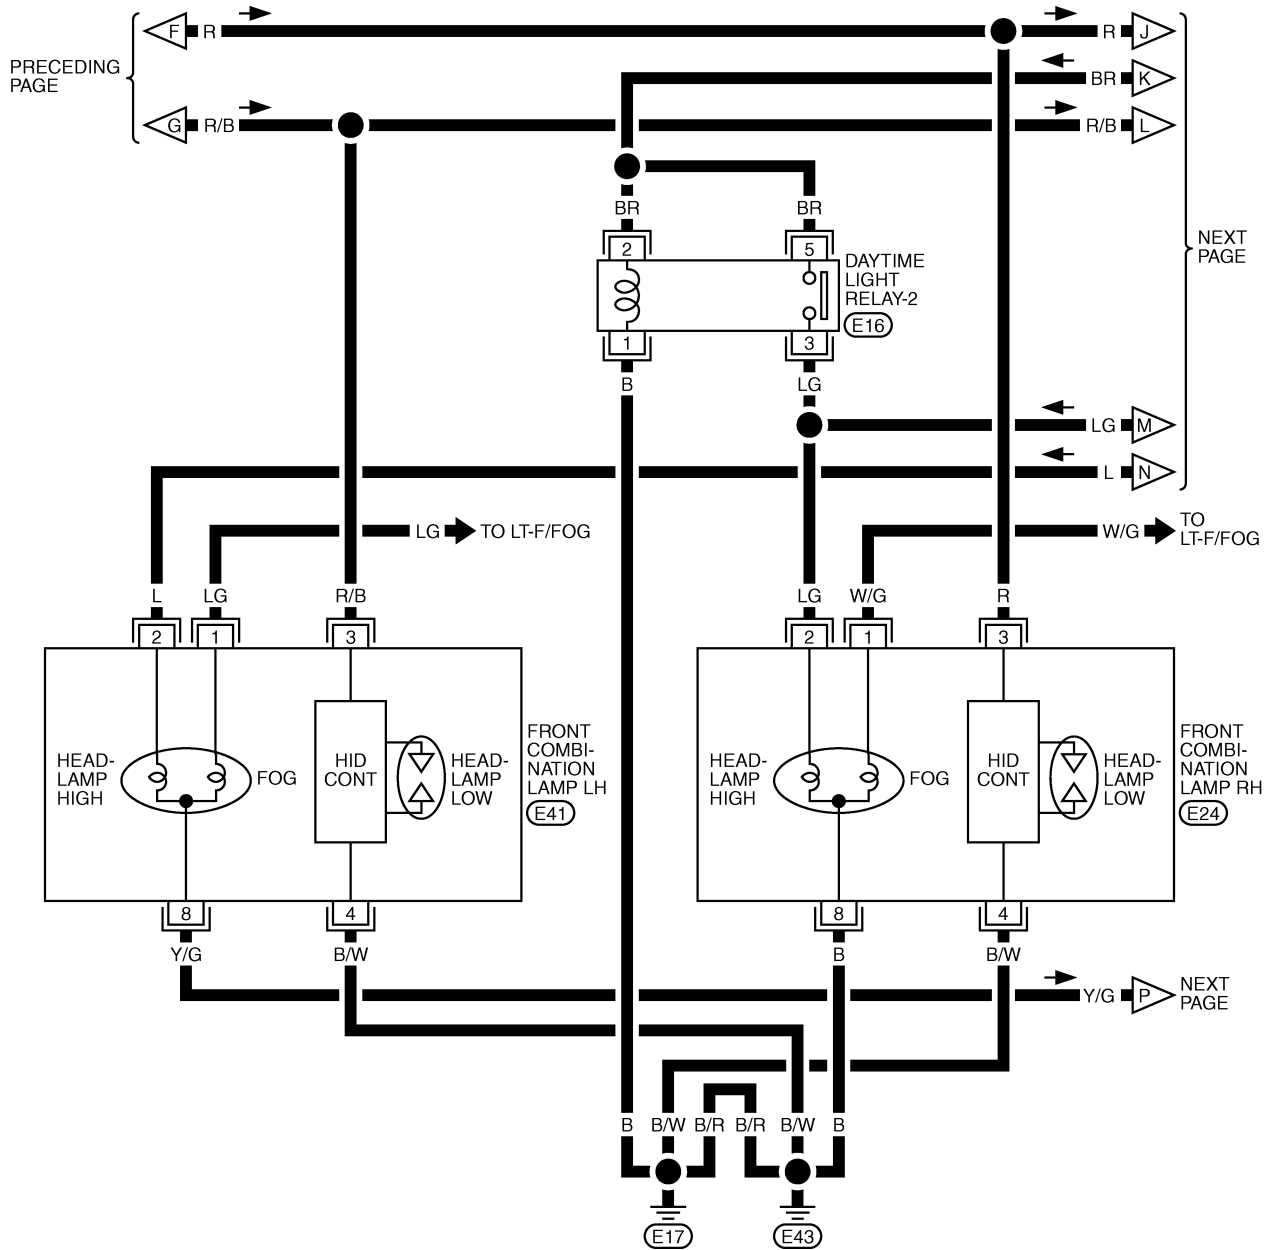 F R R J
PRECEDING
PAGE
BR K
G R/B R/B L
BR BR
2 5
NEXT
PAGE
DAYTIME
LIGHT
RELAY-2
E16
1 3
B LG
LG M
L N
LG TO LT-F/FOG
W/G TO
LT-F/FOG
L LG R/B LG W/G R
2 1 3 2 1 3
HEAD-
LAMP
HIGH
FOG
HID
CONT
HEAD-
LAMP
LOW
FRONT
COMBI-
NATION
LAMP LH
E41
HEAD-
LAMP
HIGH
FOG
HID
CONT
HEAD-
LAMP
LOW
FRONT
COMBI-
NATION
LAMP RH
E24
8 4 8 4
Y/G B/W B B/W
Y/G P NEXT
PAGE
B B/W B/R B/R B/W B
E17 E43